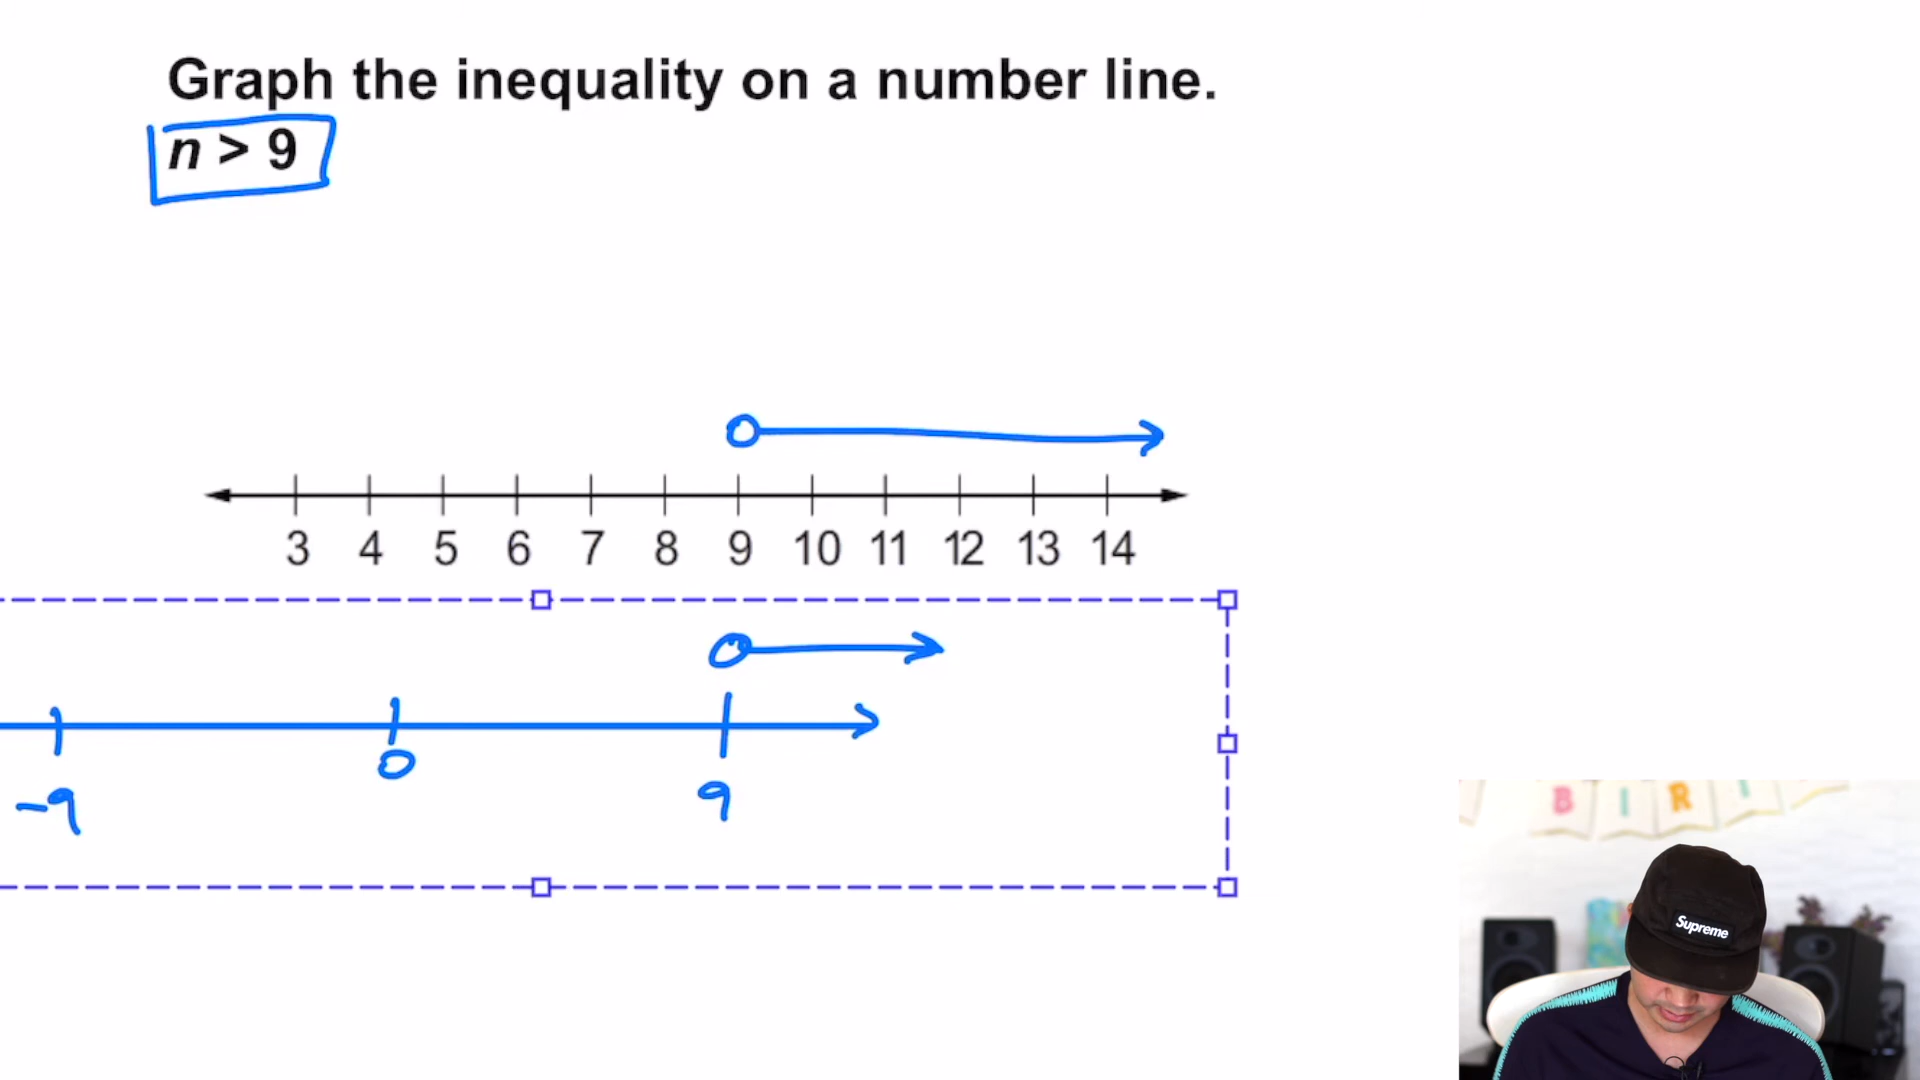 Graph the inequality on a number line.
n > 9
3 4 5 6 7 8 9 10 11 12 13 14
0
-9 9
BIRT
Supreme